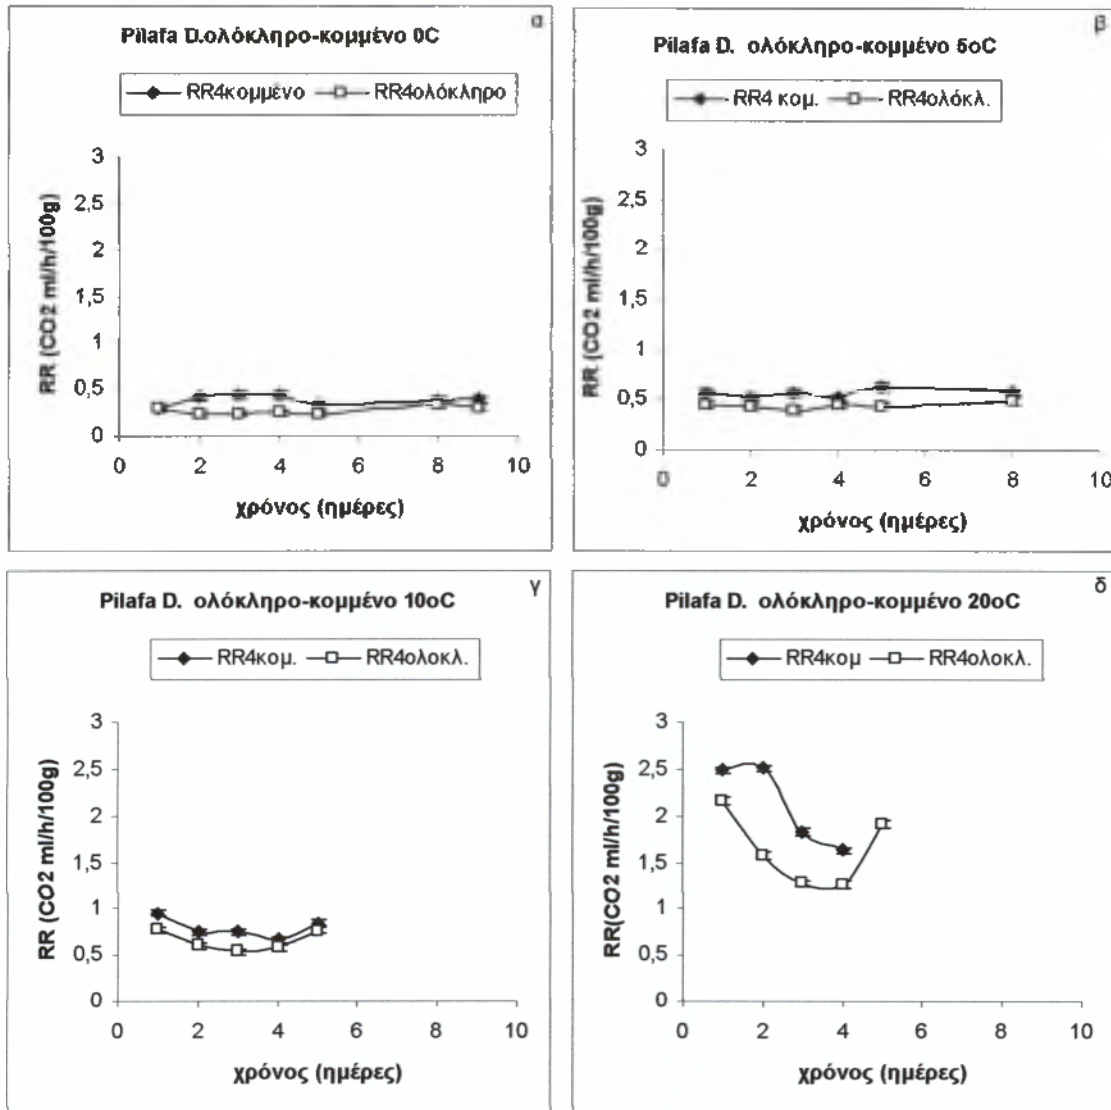 α
Pilafa D.ολόκληρο-κομμένο 0C
RR4κομμένο RR4ολόκληρο
RR (CO2 ml/h/100g)
3
2,5
2
1,5
1
0,5
0
0 2 4 6 8 10
χρόνος (ημέρες)
β
Pilafa D. ολόκληρο-κομμένο 5οC
RR4 κομ. RR4ολόκλ.
RR (CO2 ml/h/100g)
3
2,5
2
1,5
1
0,5
0
0 2 4 6 8 10
χρόνος (ημέρες)
γ
Pilafa D. ολόκληρο-κομμένο 10οC
RR4κομ. RR4ολοκλ.
RR (CO2 ml/h/100g)
3
2,5
2
1,5
1
0,5
0
0 2 4 6 8 10
χρόνος (ημέρες)
δ
Pilafa D. ολόκληρο-κομμένο 20οC
RR4κομ RR4ολοκλ.
RR(CO2 ml/h/100g)
3
2,5
2
1,5
1
0,5
0
0 2 4 6 8 10
χρόνος (ημέρες)